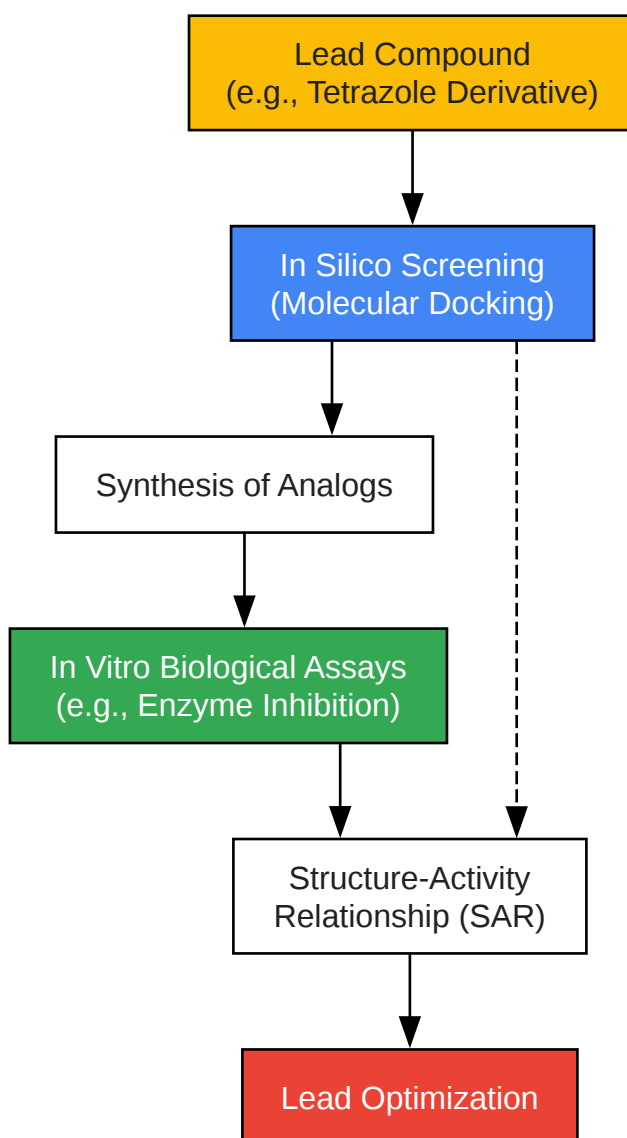 Lead Compound
(e.g., Tetrazole Derivative)
In Silico Screening
(Molecular Docking)
Synthesis of Analogs
In Vitro Biological Assays
(e.g., Enzyme Inhibition)
Structure-Activity
Relationship (SAR)
Lead Optimization